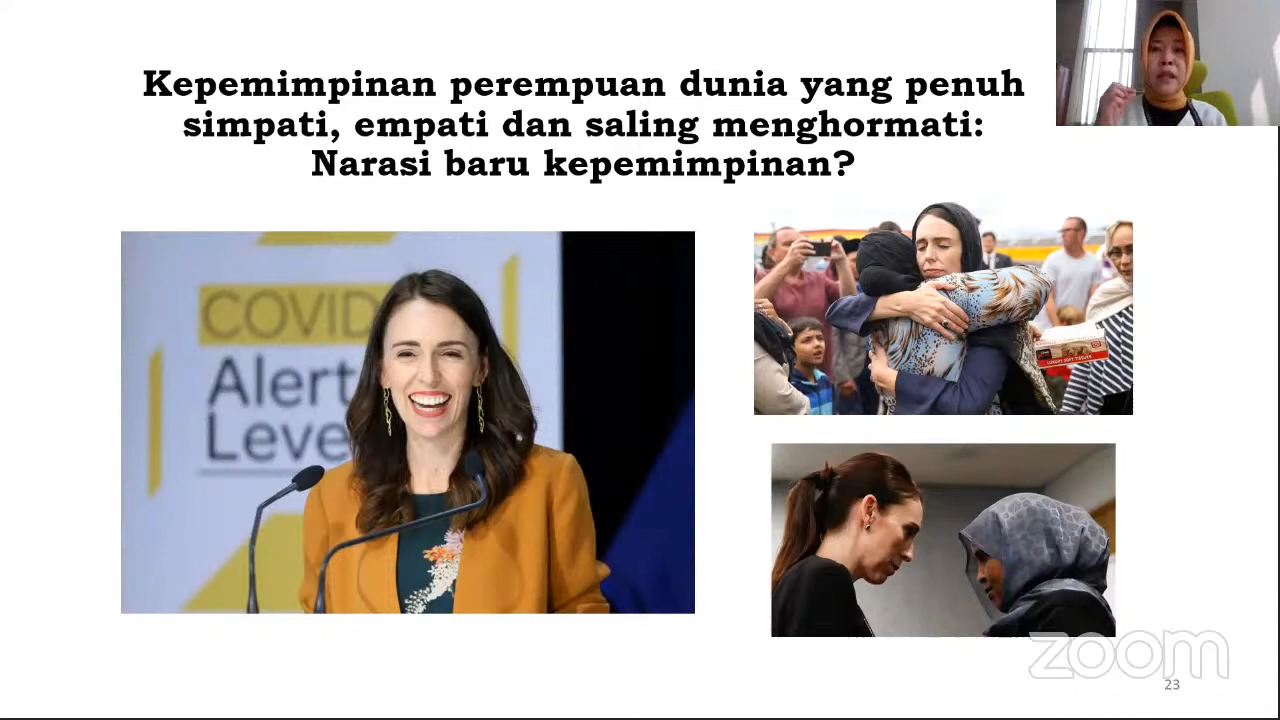 Kepemimpinan perempuan dunia yang penuh
simpati, empati dan saling menghormati:
Narasi baru kepemimpinan?
COVID
Alert
Leve
zoom
23